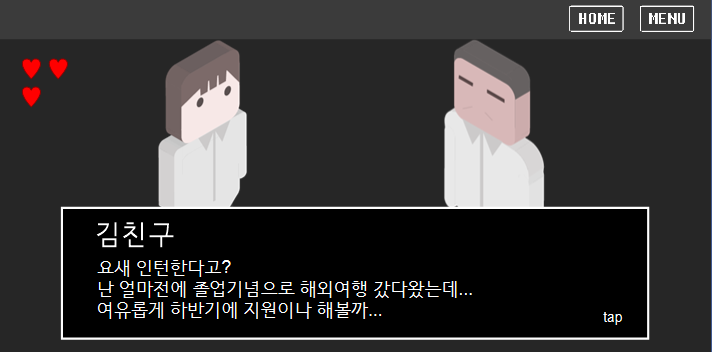 HOME MENU
김친구
요새 인턴한다고?
난 얼마전에 졸업기념으로 해외여행 갔다왔는데...
여유롭게 하반기에 지원이나 해볼까...
tap